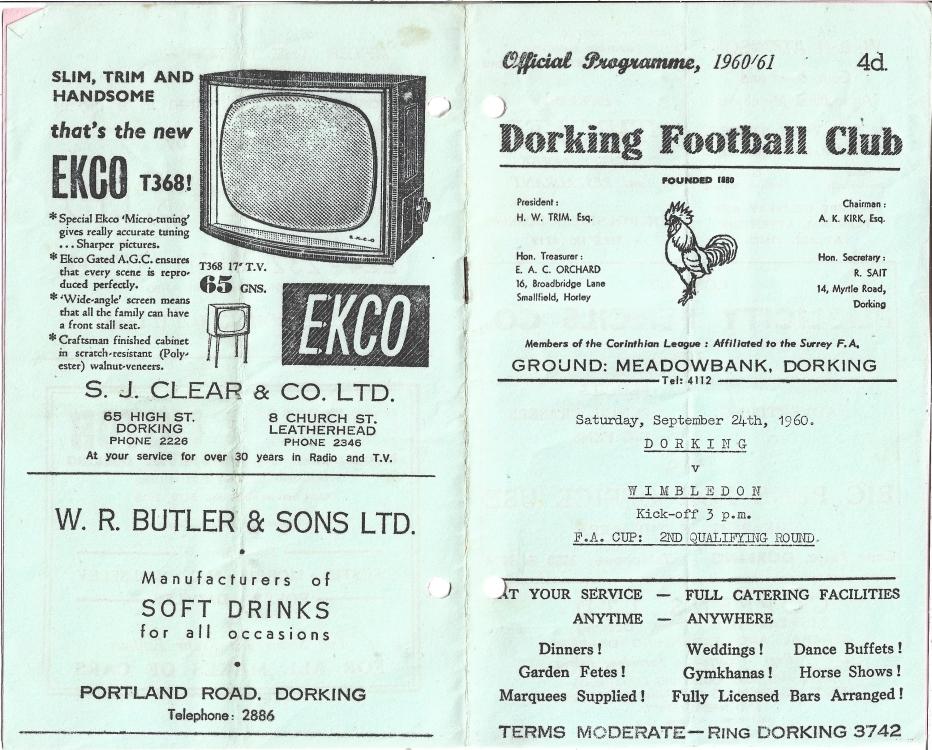 SLIM, TRIM AND
HANDSOME
that's the new
EKCO T368!
* Special Ekco 'Micro-tuning'
gives really accurate tuning
... Sharper pictures.
* Ekco Gated A.G.C. ensures
that every scene is repro-
duced perfectly.
* 'Wide-angle' screen means
that all the family can have
a front stall seat.
* Craftsman finished cabinet
in scratch-resistant (Poly-
ester) walnut-veneers.
EKCO
T368 17" T.V.
65 GNS.
EKCO
S. J. CLEAR & CO. LTD.
65 HIGH ST.
DORKING
PHONE 2226
8 CHURCH ST.
LEATHERHEAD
PHONE 2346
At your service for over 30 years in Radio and T.V.
W. R. BUTLER & SONS LTD.
Manufacturers of
SOFT DRINKS
for all occasions
PORTLAND ROAD, DORKING
Telephone: 2886
Official Programme, 1960/61 4d.
Dorking Football Club
FOUNDED 1880
President:
H. W. TRIM. Esq.
Chairman:
A. K. KIRK, Esq.
Hon. Treasurer:
E. A. C. ORCHARD
16, Broadbridge Lane
Smallfield, Horley
Hon. Secretary:
R. SAIT
14, Myrtle Road,
Dorking
Members of the Corinthian League : Affiliated to the Surrey F.A.
GROUND: MEADOWBANK, DORKING
Tel: 4112
Saturday, September 24th, 1960.
DORKING
v
WIMBLEDON
Kick-off 3 p.m.
F.A. CUP: 2ND QUALIFYING ROUND.
AT YOUR SERVICE — FULL CATERING FACILITIES
ANYTIME — ANYWHERE
Dinners! Weddings! Dance Buffets!
Garden Fetes! Gymkhanas! Horse Shows!
Marquees Supplied! Fully Licensed Bars Arranged!
TERMS MODERATE—RING DORKING 3742